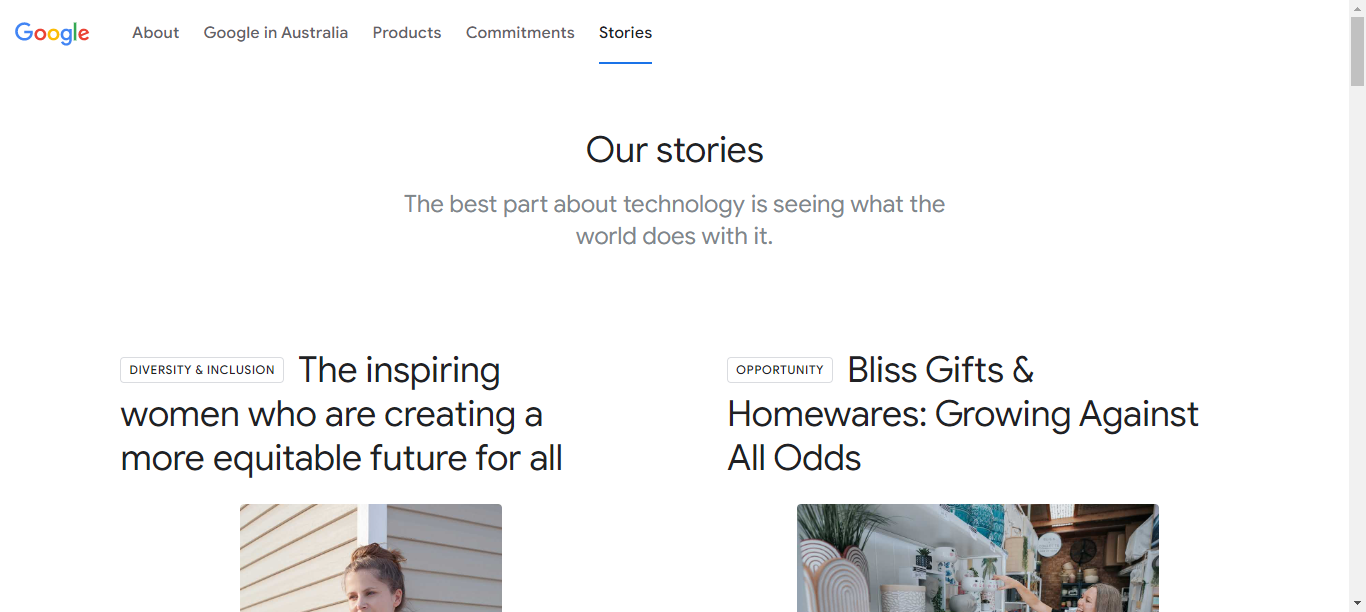 Google About Google in Australia Products Commitments Stories
Our stories
The best part about technology is seeing what the
world does with it.
DIVERSITY & INCLUSION The inspiring
women who are creating a
more equitable future for all
OPPORTUNITY Bliss Gifts &
Homewares: Growing Against
All Odds